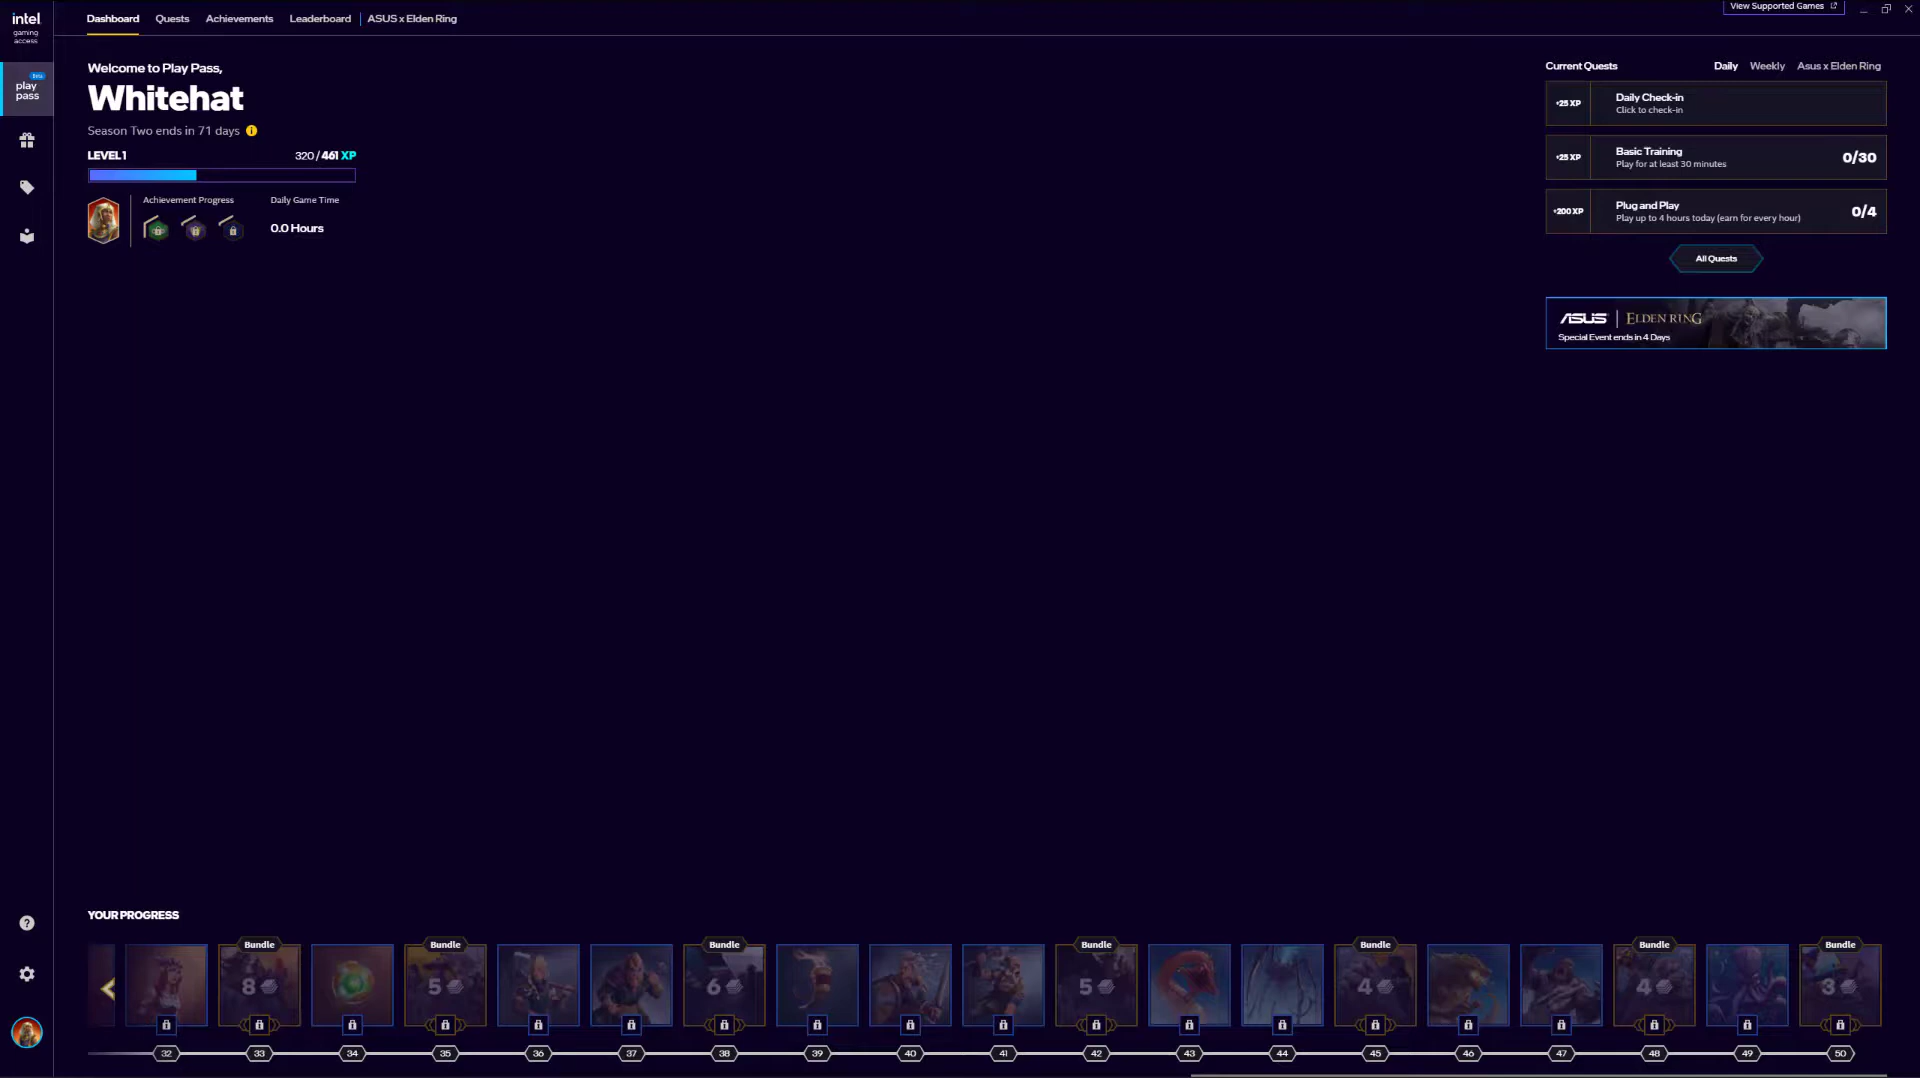 intel
gaming
access
Dashboard
Quests
Achievements
Leaderboard
ASUS x Elden Ring
View Supported Games
Beta
play
pass
Welcome to Play Pass,
Whitehat
Season Two ends in 71 days
LEVEL 1
320 / 461 XP
Achievement Progress
Daily Game Time
0.0 Hours
Current Quests
Daily
Weekly
Asus x Elden Ring
+25 XP
Daily Check-in
Click to check-in
+25 XP
Basic Training
Play for at least 30 minutes
0/30
+200 XP
Plug and Play
Play up to 4 hours today (earn for every hour)
0/4
All Quests
ASUS
ELDEN RING
Special Event ends in 4 Days
YOUR PROGRESS
Bundle
Bundle
Bundle
Bundle
Bundle
Bundle
Bundle
8
5
6
5
4
4
3
32
33
34
35
36
37
38
39
40
41
42
43
44
45
46
47
48
49
50